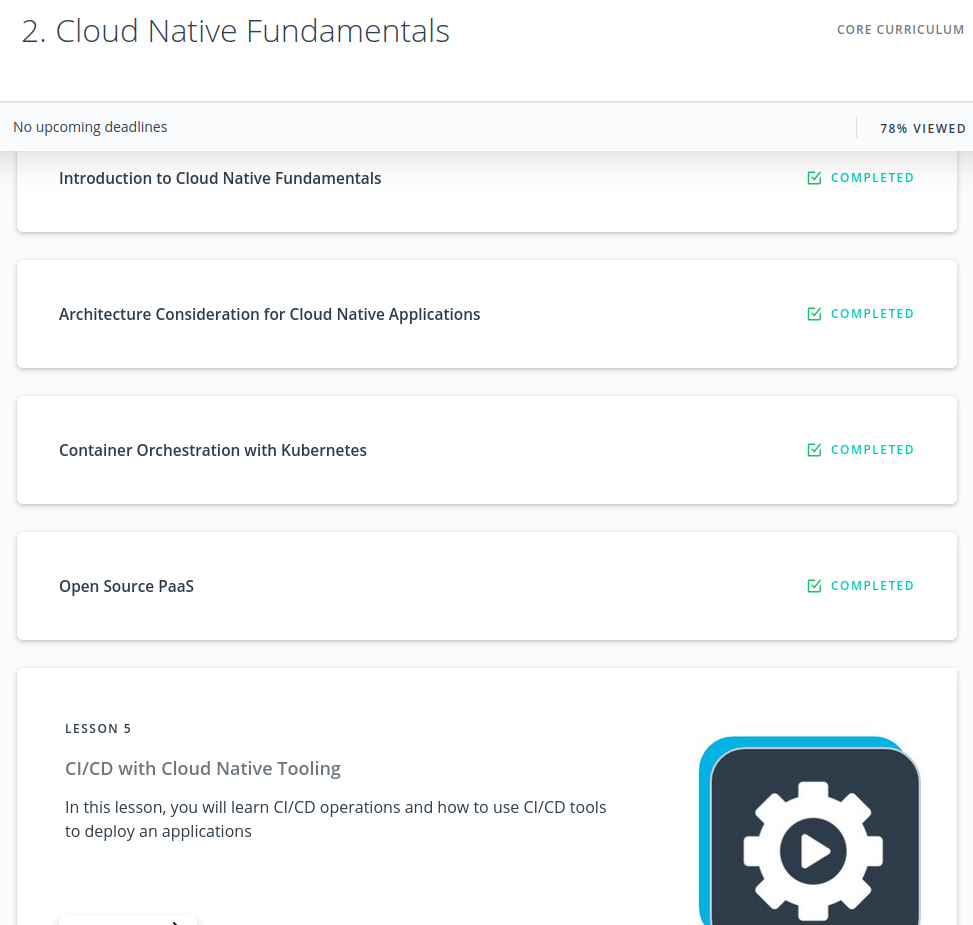 2. Cloud Native Fundamentals
CORE CURRICULUM
No upcoming deadlines
78% VIEWED
Introduction to Cloud Native Fundamentals
COMPLETED
Architecture Consideration for Cloud Native Applications
COMPLETED
Container Orchestration with Kubernetes
COMPLETED
Open Source PaaS
COMPLETED
LESSON 5
CI/CD with Cloud Native Tooling
In this lesson, you will learn CI/CD operations and how to use CI/CD tools
to deploy an applications